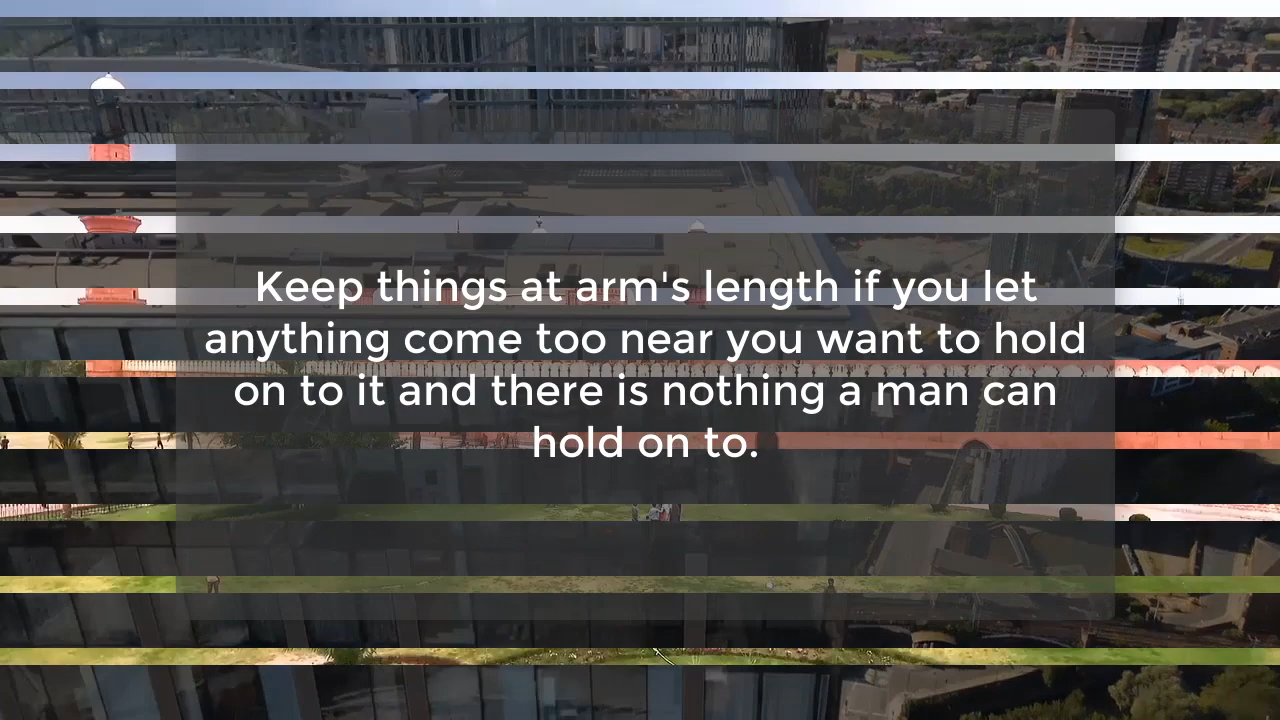 Keep things at arm's length if you let
anything come too near you want to hold
on to it and there is nothing a man can
hold on to.